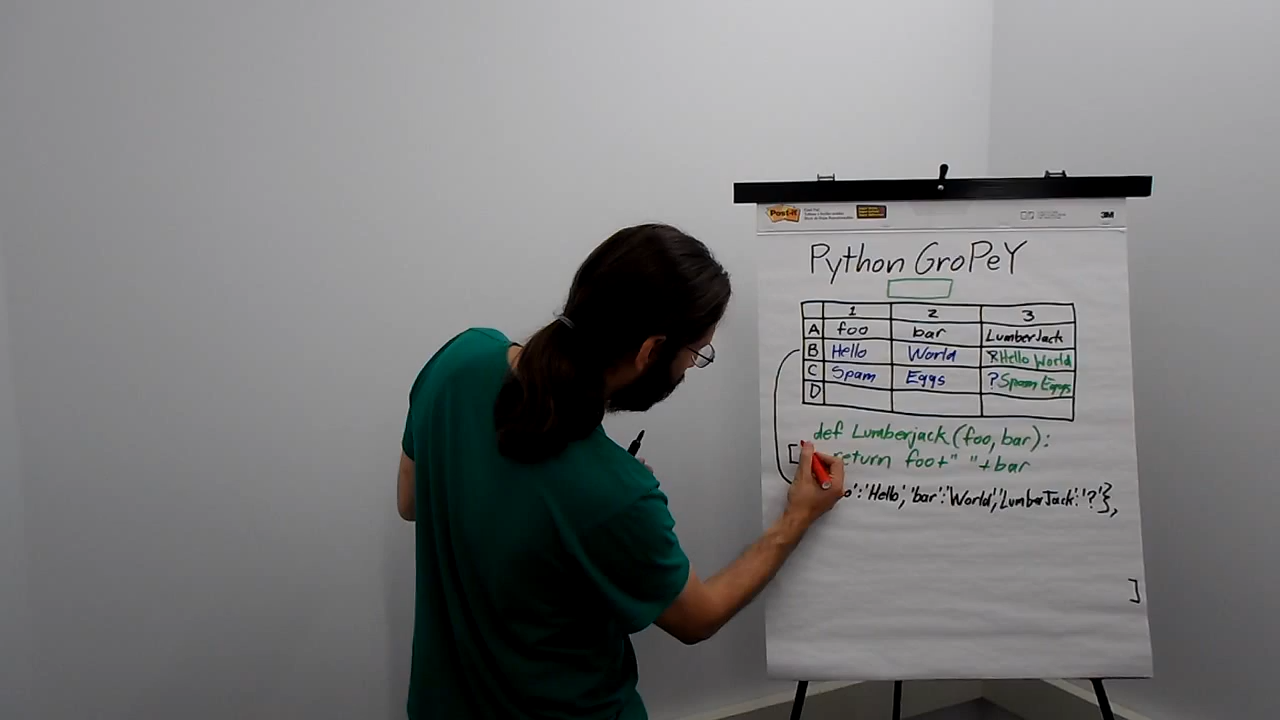 Post-it
3M
Python GroPeY
1 2 3
A foo bar LumberJack
B Hello World ?Hello World
C Spam Eggs ?Spam Eggs
D
def Lumberjack(foo, bar):
[ return foo+" "+bar
o':'Hello','bar':'World','LumberJack':'?'},
]